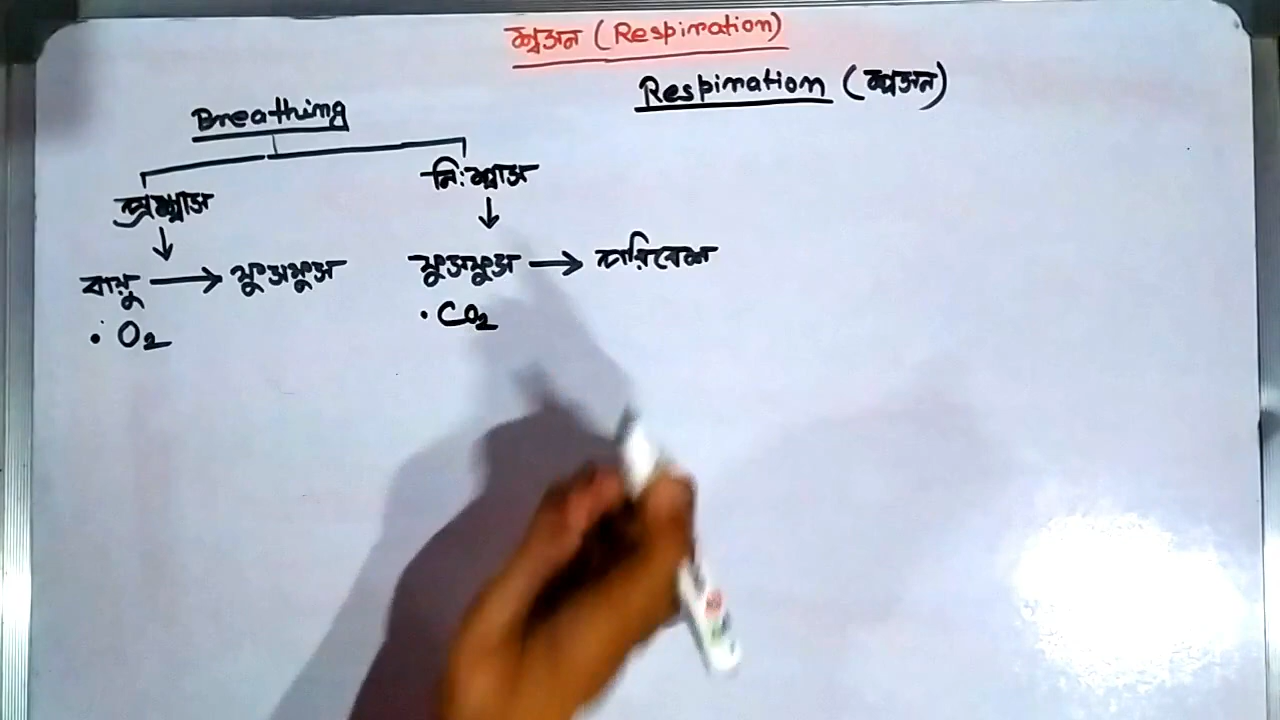 শ্বসন (Respiration)
Respiration (শ্বসন)
Breathing
প্রশ্বাস
নিঃশ্বাস
বায়ু → ফুসফুস
ফুসফুস → পরিবেশ
• O₂
• CO₂